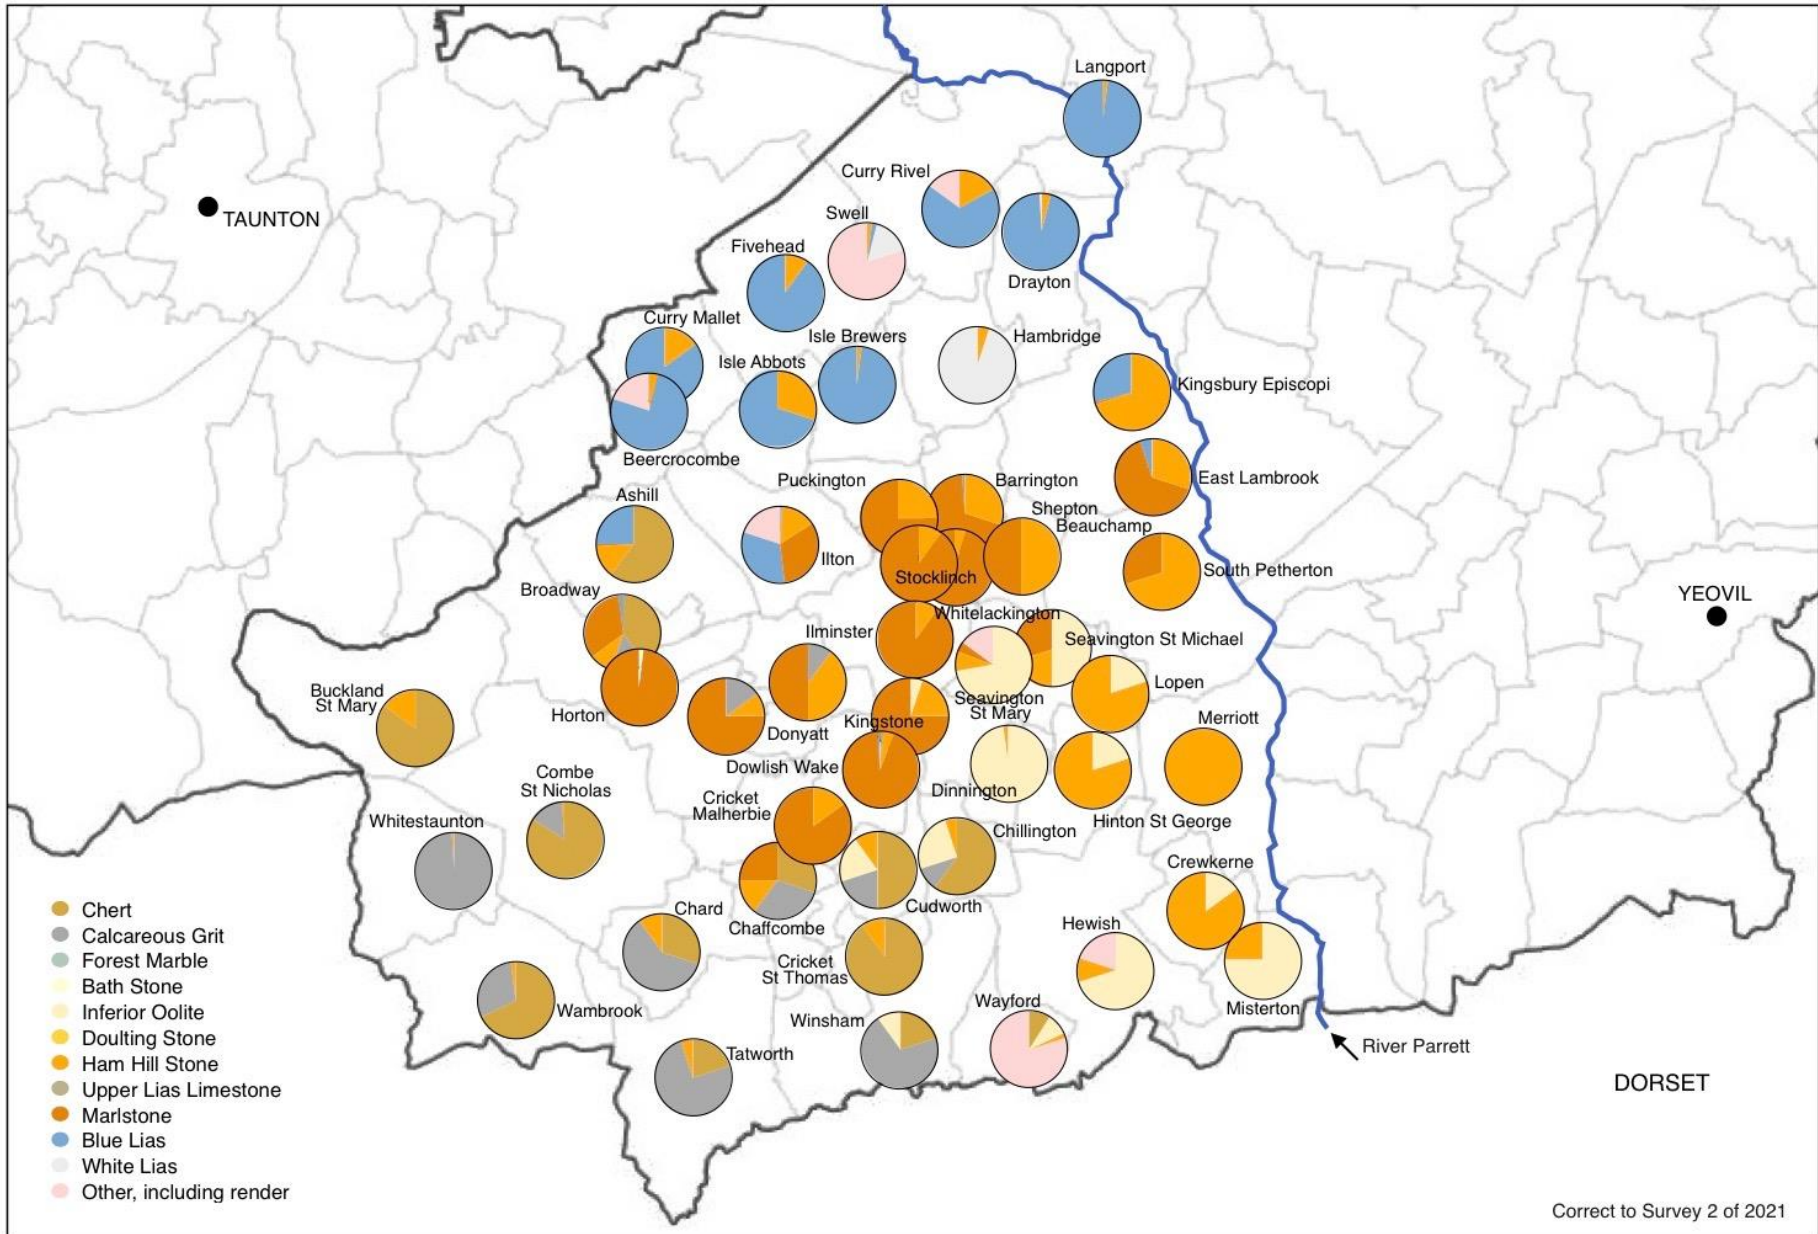 Langport
Curry Rivel
Swell
TAUNTON
Fivehead
Drayton
Curry Mallet
Isle Brewers
Hambridge
Isle Abbots
Kingsbury Episcopi
Beercrocombe
Puckington
Barrington
East Lambrook
Ashill
Shepton
Beauchamp
Ilton
South Petherton
Stocklinch
Broadway
YEOVIL
Whitelackington
Ilminster
Seavington St Michael
Lopen
Buckland
St Mary
Seavington
St Mary
Horton
Merriott
Kingstone
Donyatt
Dowlish Wake
Combe
St Nicholas
Dinnington
Cricket
Malherbie
Hinton St George
Whitestaunton
Chillington
Crewkerne
Chard
Cudworth
Chaffcombe
Hewish
Cricket
St Thomas
Wayford
Misterton
Wambrook
Winsham
Tatworth
River Parrett
DORSET
Chert
Calcareous Grit
Forest Marble
Bath Stone
Inferior Oolite
Doulting Stone
Ham Hill Stone
Upper Lias Limestone
Marlstone
Blue Lias
White Lias
Other, including render
Correct to Survey 2 of 2021